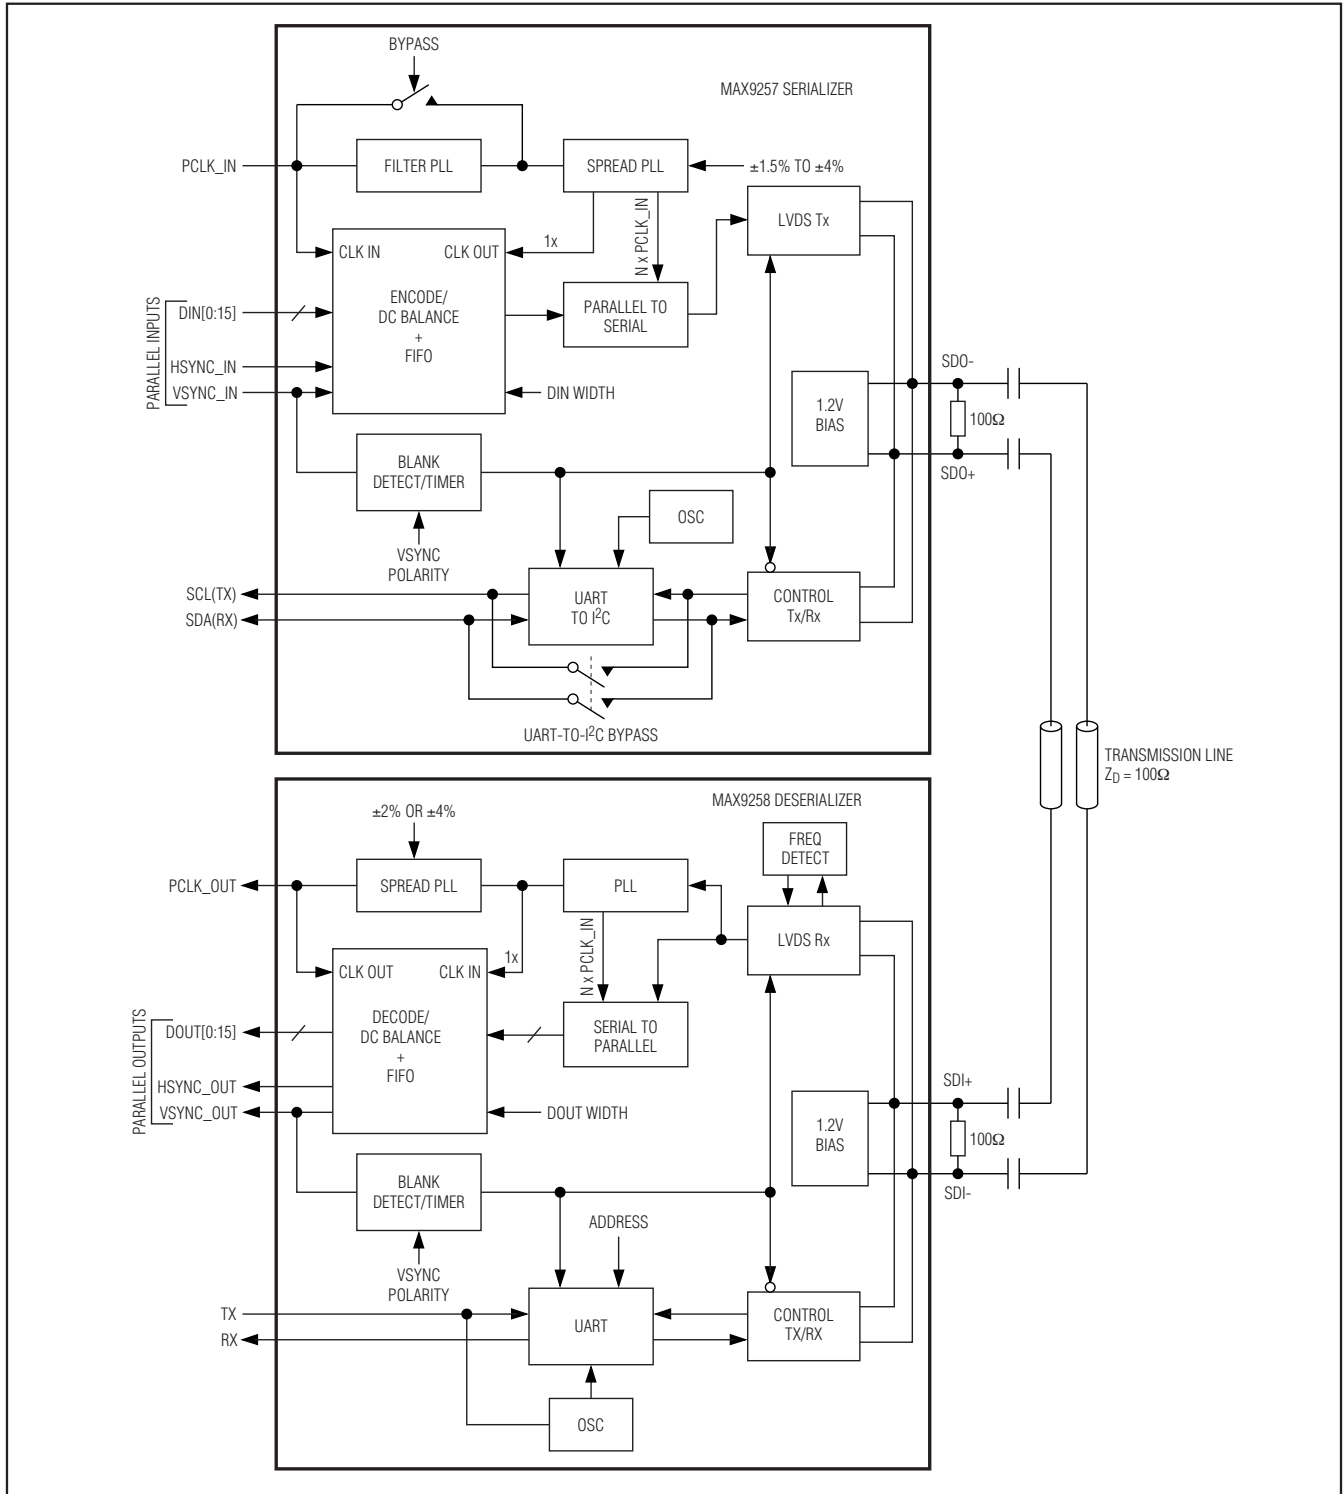 BYPASS
MAX9257 SERIALIZER
PCLK_IN
FILTER PLL
SPREAD PLL
±1.5% TO ±4%
LVDS Tx
N x PCLK_IN
1x
CLK IN
CLK OUT
ENCODE/
DC BALANCE
+
FIFO
PARALLEL TO
SERIAL
PARALLEL INPUTS
DIN[0:15]
HSYNC_IN
VSYNC_IN
DIN WIDTH
1.2V
BIAS
SDO-
100Ω
SDO+
BLANK
DETECT/TIMER
OSC
VSYNC
POLARITY
SCL(TX)
SDA(RX)
UART
TO I²C
CONTROL
Tx/Rx
UART-TO-I²C BYPASS
TRANSMISSION LINE
Z_D = 100Ω
MAX9258 DESERIALIZER
±2% OR ±4%
FREQ
DETECT
PCLK_OUT
SPREAD PLL
PLL
LVDS Rx
N x PCLK_IN
1x
CLK OUT
CLK IN
DECODE/
DC BALANCE
+
FIFO
SERIAL TO
PARALLEL
PARALLEL OUTPUTS
DOUT[0:15]
HSYNC_OUT
VSYNC_OUT
DOUT WIDTH
1.2V
BIAS
SDI+
100Ω
SDI-
BLANK
DETECT/TIMER
ADDRESS
VSYNC
POLARITY
TX
RX
UART
CONTROL
TX/RX
OSC